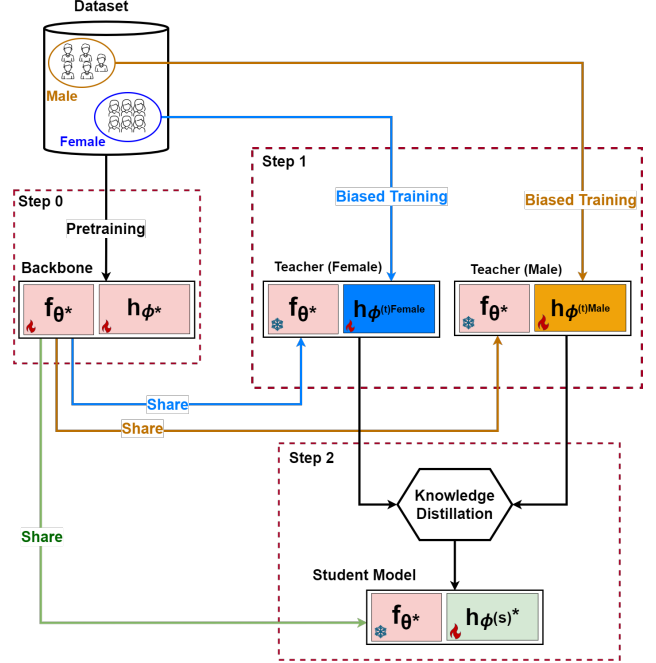 Dataset
Male
Female
Step 0
Pretraining
Backbone
fθ*
hϕ*
Step 1
Biased Training
Biased Training
Teacher (Female)
Teacher (Male)
fθ*
hϕ(t)Female
fθ*
hϕ(t)Male
Share
Share
Share
Step 2
Knowledge
Distillation
Student Model
fθ*
hϕ(s)*